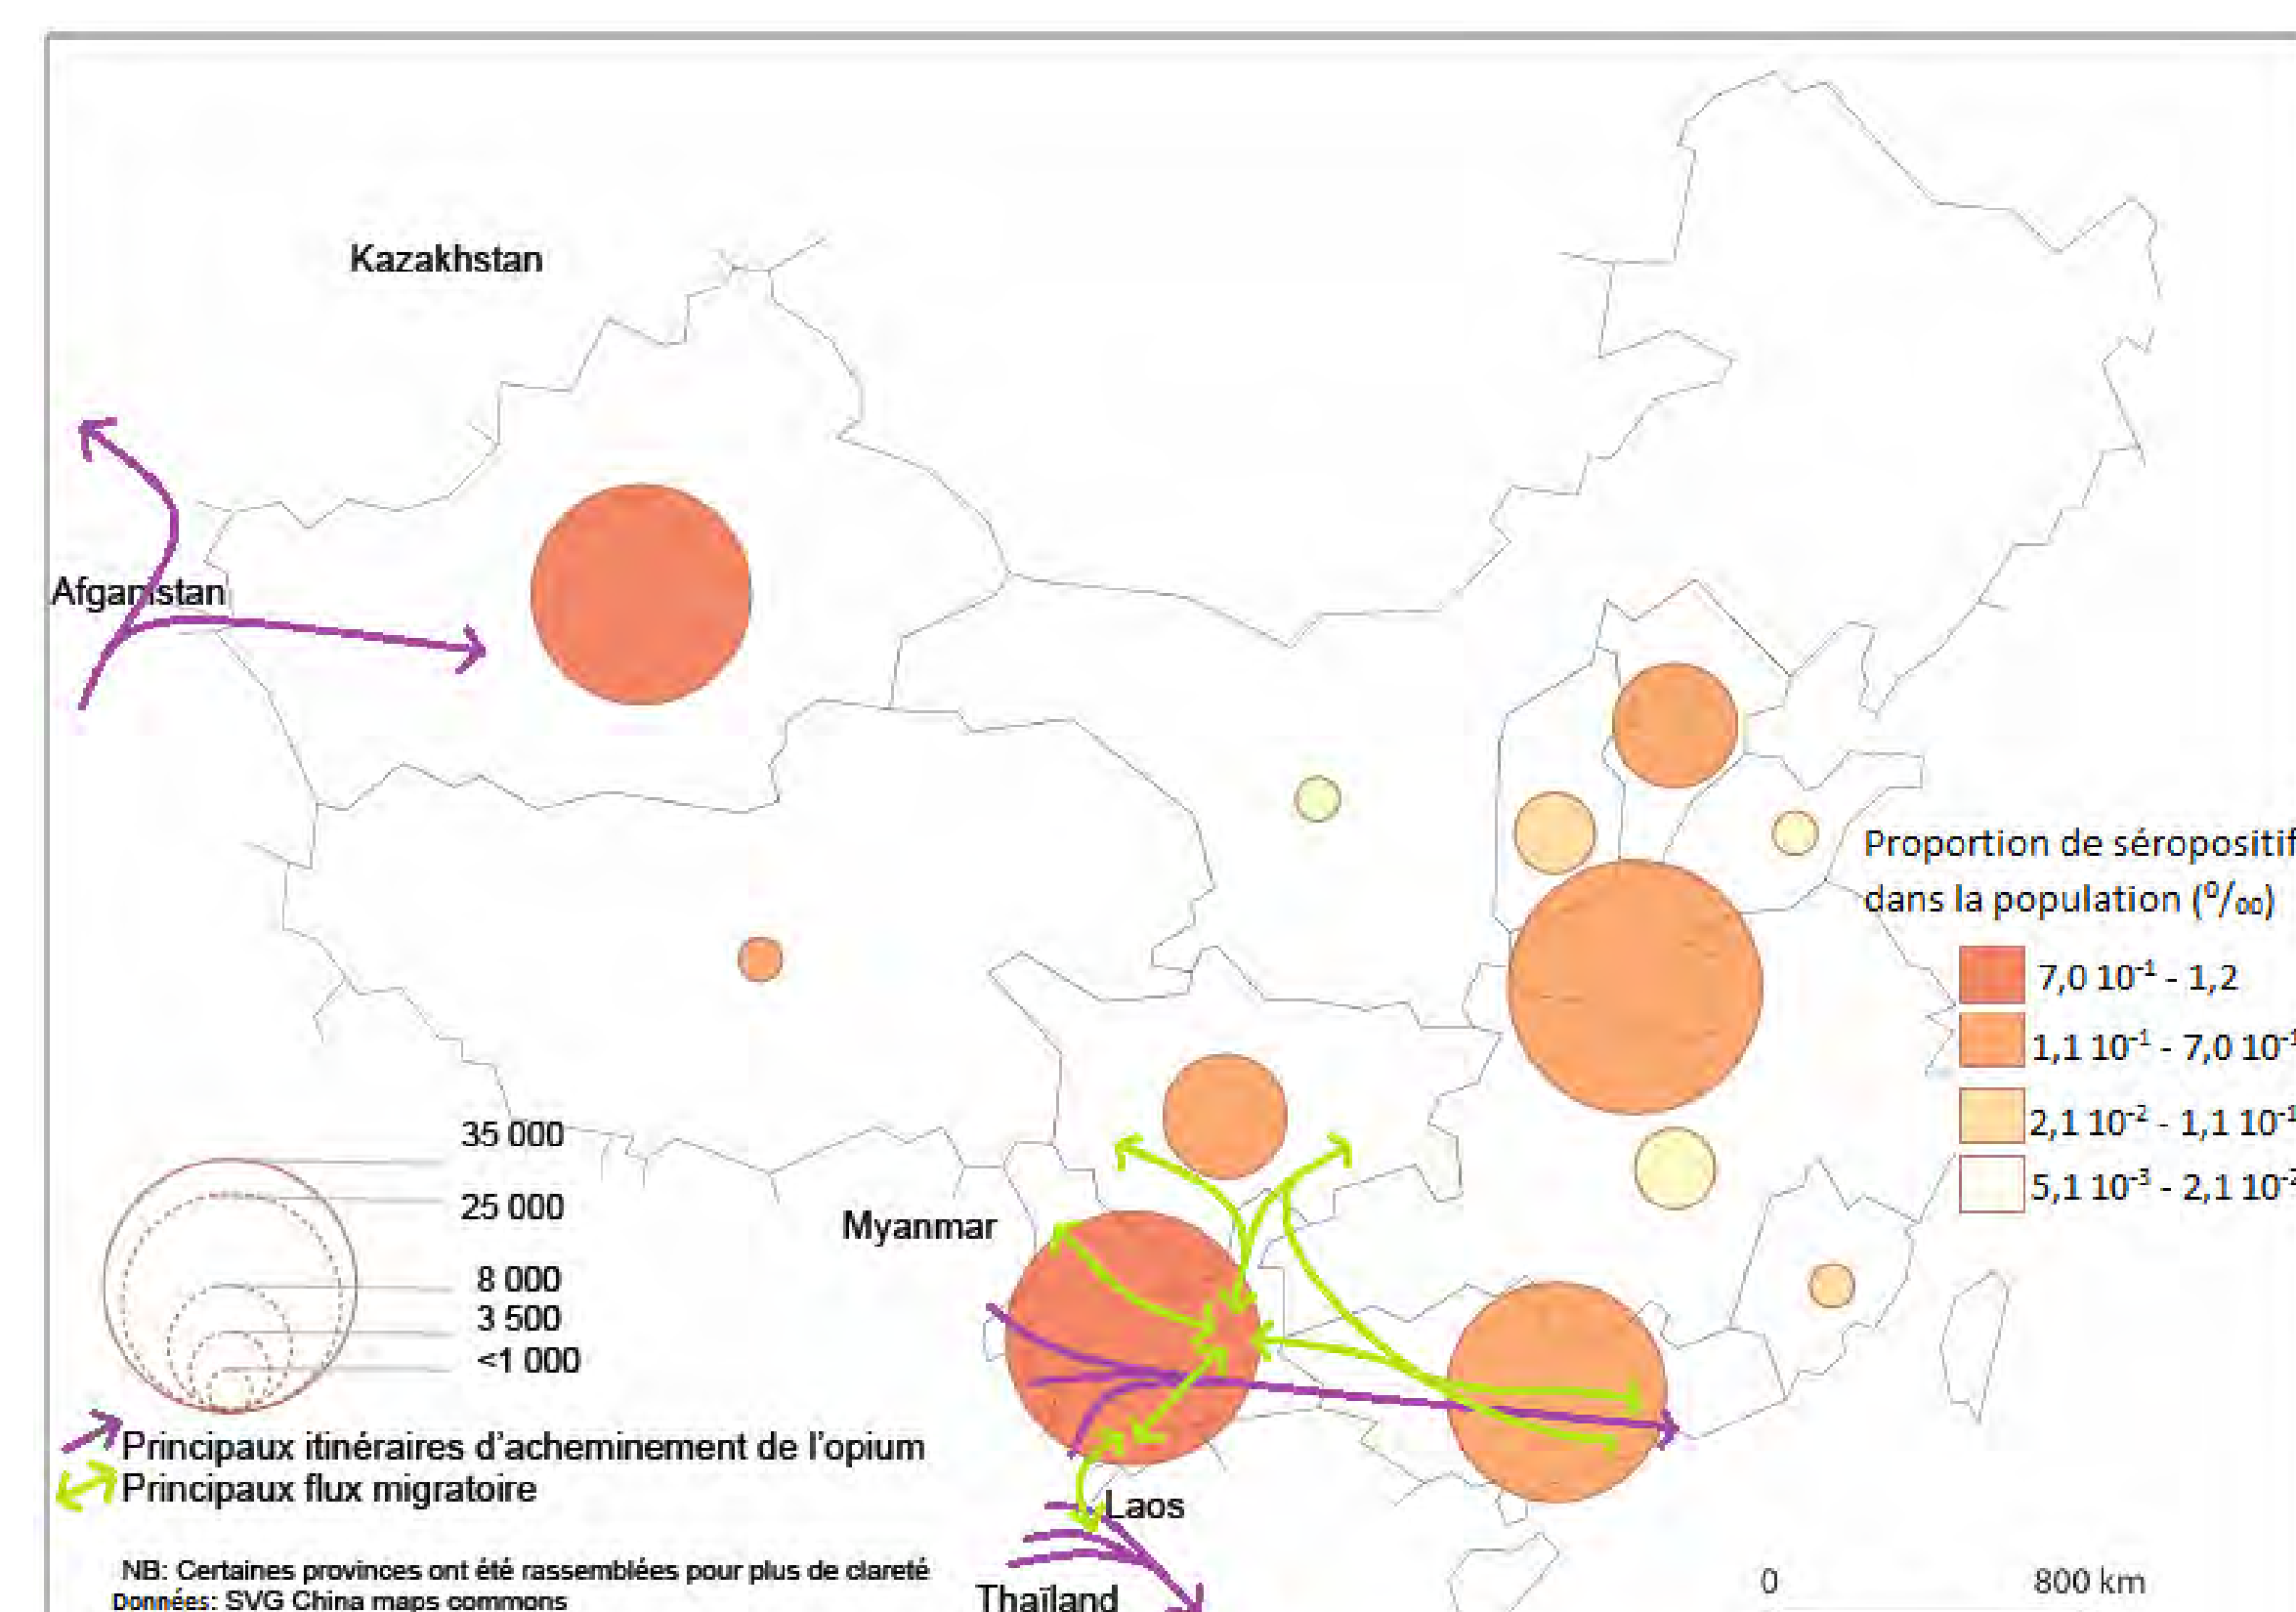 Kazakhstan
Afganistan
Proportion de séropositif
dans la population (⁰/₀₀)
7,0 10⁻¹ - 1,2
1,1 10⁻¹ - 7,0 10⁻¹
2,1 10⁻² - 1,1 10⁻¹
5,1 10⁻³ - 2,1 10⁻²
35 000
25 000
8 000
3 500
<1 000
Myanmar
Principaux itinéraires d'acheminement de l'opium
Principaux flux migratoire
Laos
Thaïland
NB: Certaines provinces ont été rassemblées pour plus de clareté
Données: SVG China maps commons
0 800 km